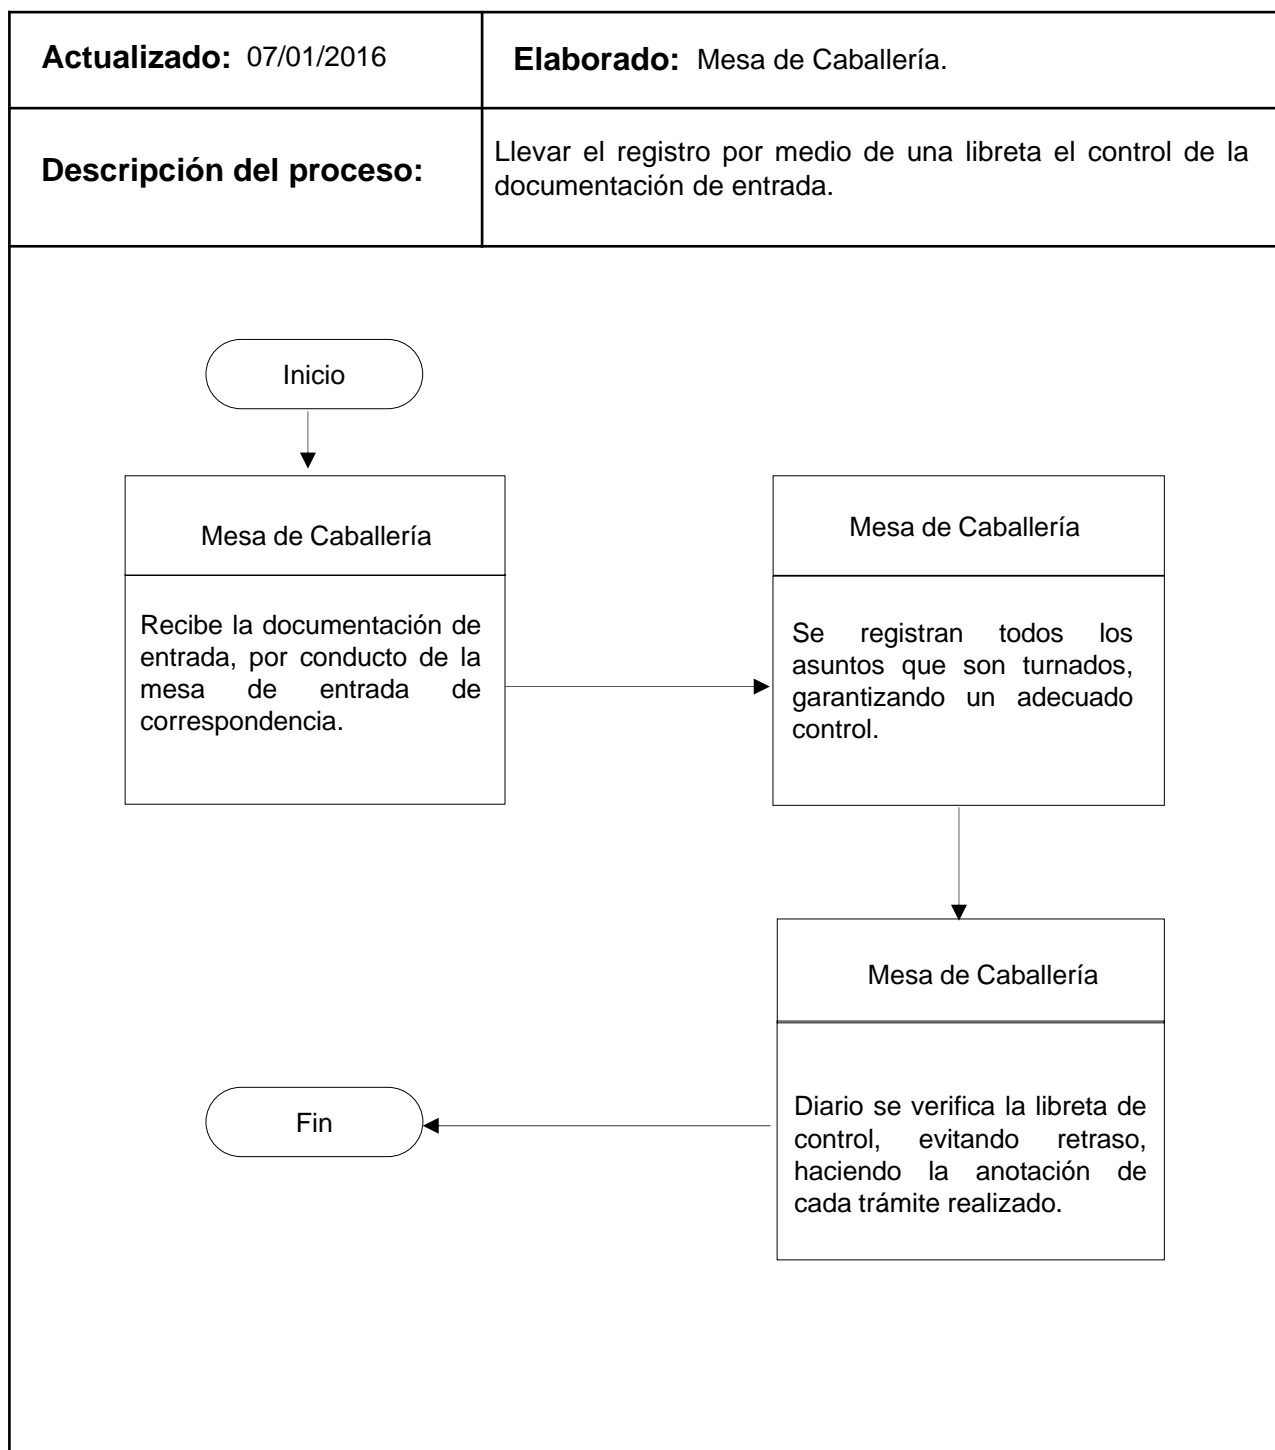 Actualizado: 07/01/2016
Elaborado: Mesa de Caballería.
Descripción del proceso:
Llevar el registro por medio de una libreta el control de la
documentación de entrada.
Inicio
Mesa de Caballería
Recibe la documentación de
entrada, por conducto de la
mesa de entrada de
correspondencia.
Mesa de Caballería
Se registran todos los
asuntos que son turnados,
garantizando un adecuado
control.
Mesa de Caballería
Diario se verifica la libreta de
control, evitando retraso,
haciendo la anotación de
cada trámite realizado.
Fin